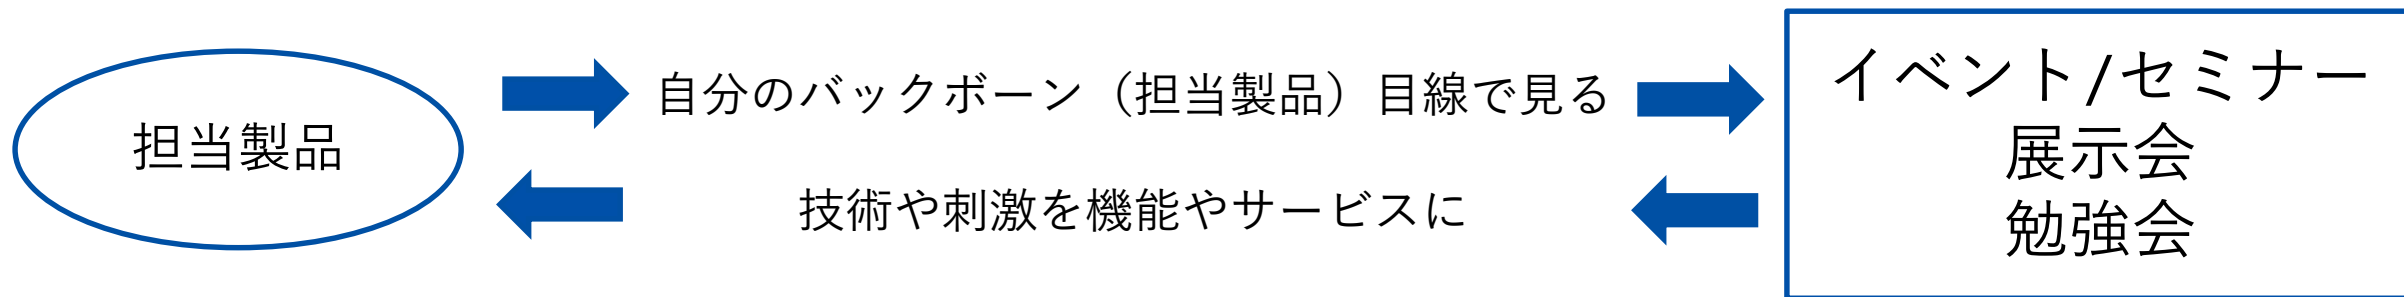 担当製品
自分のバックボーン（担当製品）目線で見る
技術や刺激を機能やサービスに
イベント/セミナー
展示会
勉強会